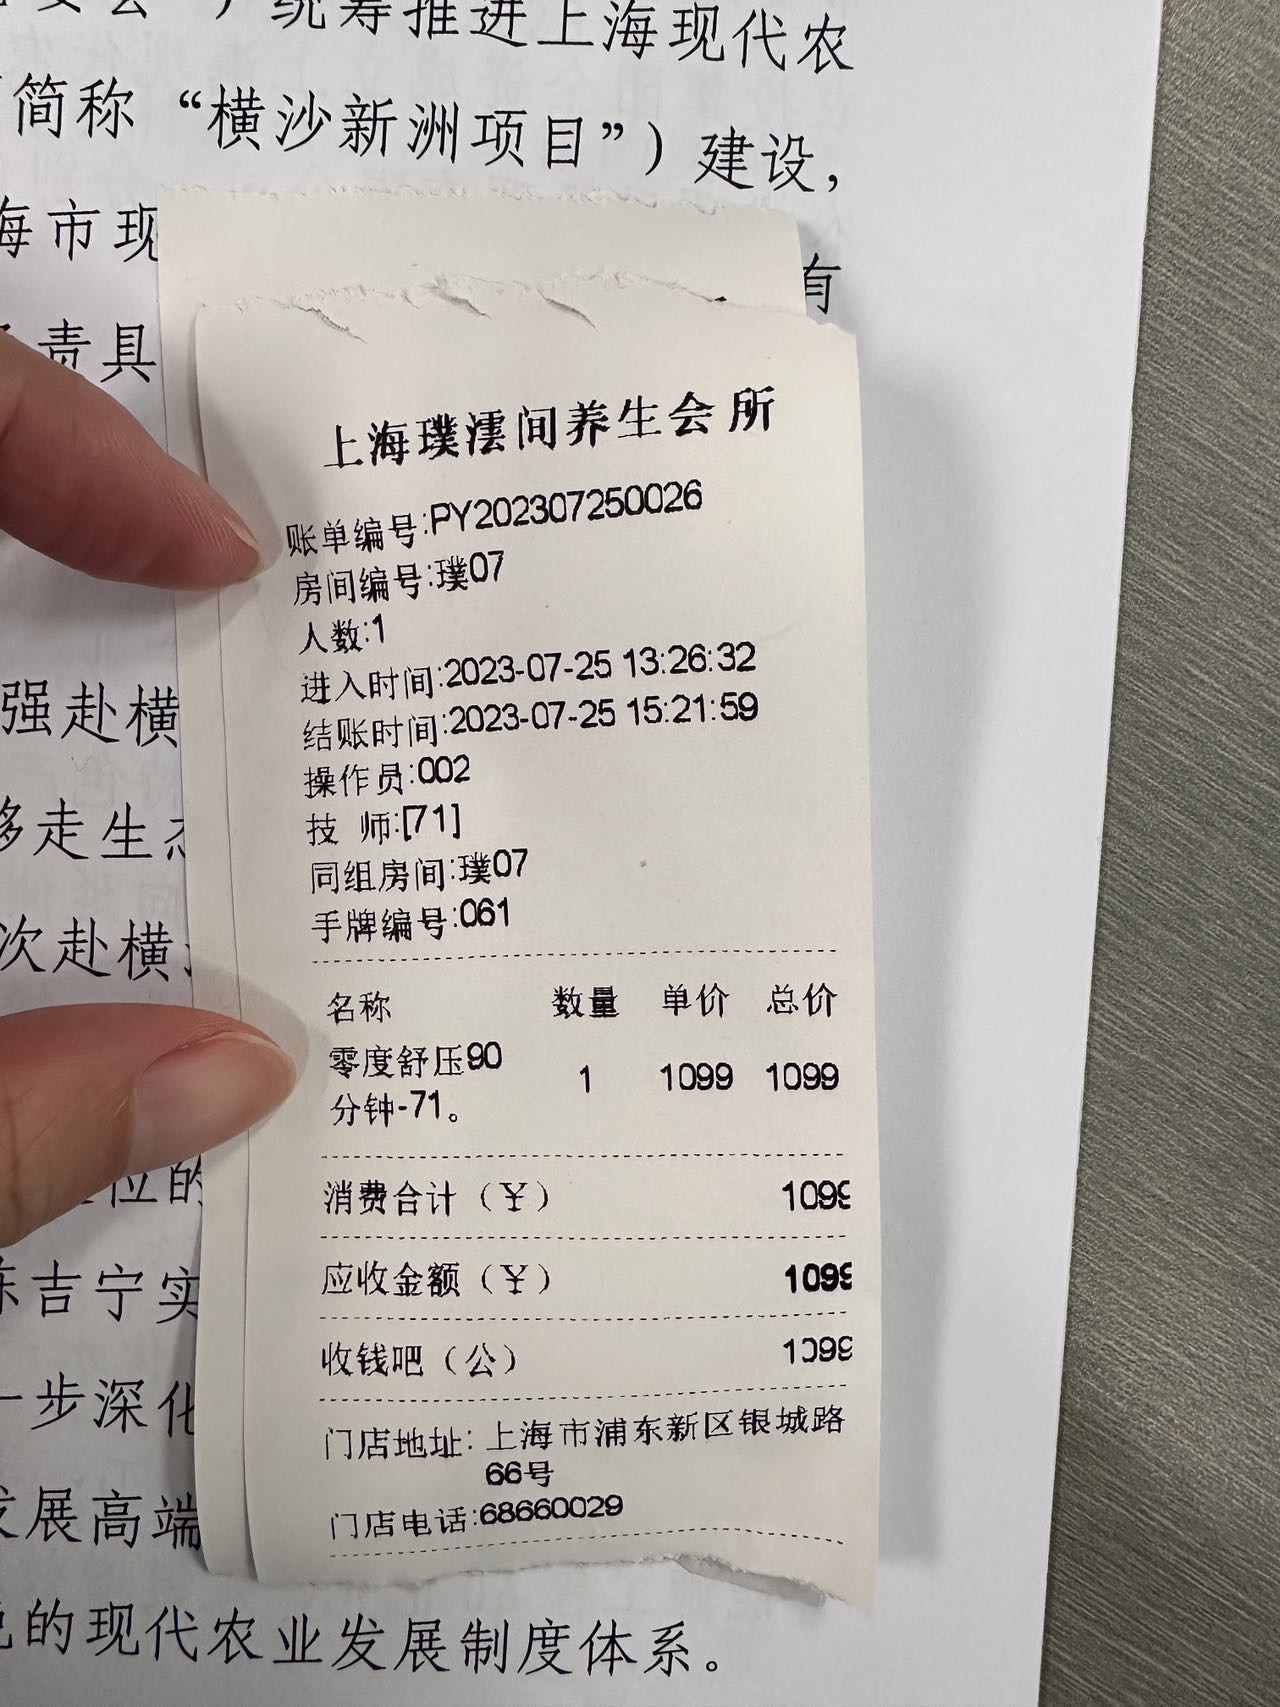 统筹推进上海现代农
简称“横沙新洲项目”）建设，
海市现
有
责具
上海璞澐间养生会所
账单编号:PY202307250026
房间编号:璞07
人数:1
进入时间:2023-07-25 13:26:32
结账时间:2023-07-25 15:21:59
操作员:002
技 师:[71]
同组房间:璞07
手牌编号:061
名称 数量 单价 总价
零度舒压90 1 1099 1099
分钟-71。
消费合计（￥） 1099
应收金额（￥） 1099
收钱吧（公） 1099
门店地址: 上海市浦东新区银城路
66号
门店电话:68660029
强赴横
移走生态
次赴横
位的
陈吉宁实
一步深化
发展高端
的现代农业发展制度体系。